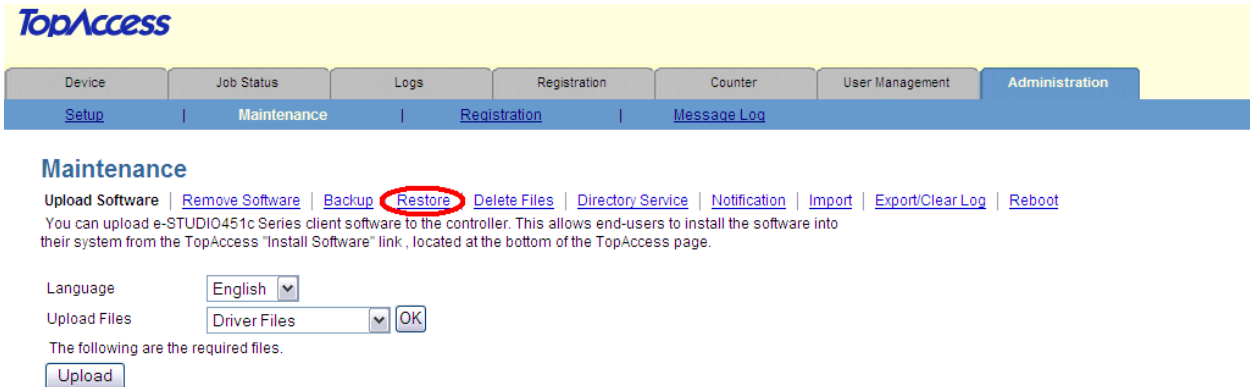 TopAccess
Device Job Status Logs Registration Counter User Management Administration
Setup | Maintenance | Registration | Message Log
Maintenance
Upload Software | Remove Software | Backup | Restore | Delete Files | Directory Service | Notification | Import | Export/Clear Log | Reboot
You can upload e-STUDIO451c Series client software to the controller. This allows end-users to install the software into
their system from the TopAccess "Install Software" link , located at the bottom of the TopAccess page.
Language English
Upload Files Driver Files OK
The following are the required files.
Upload